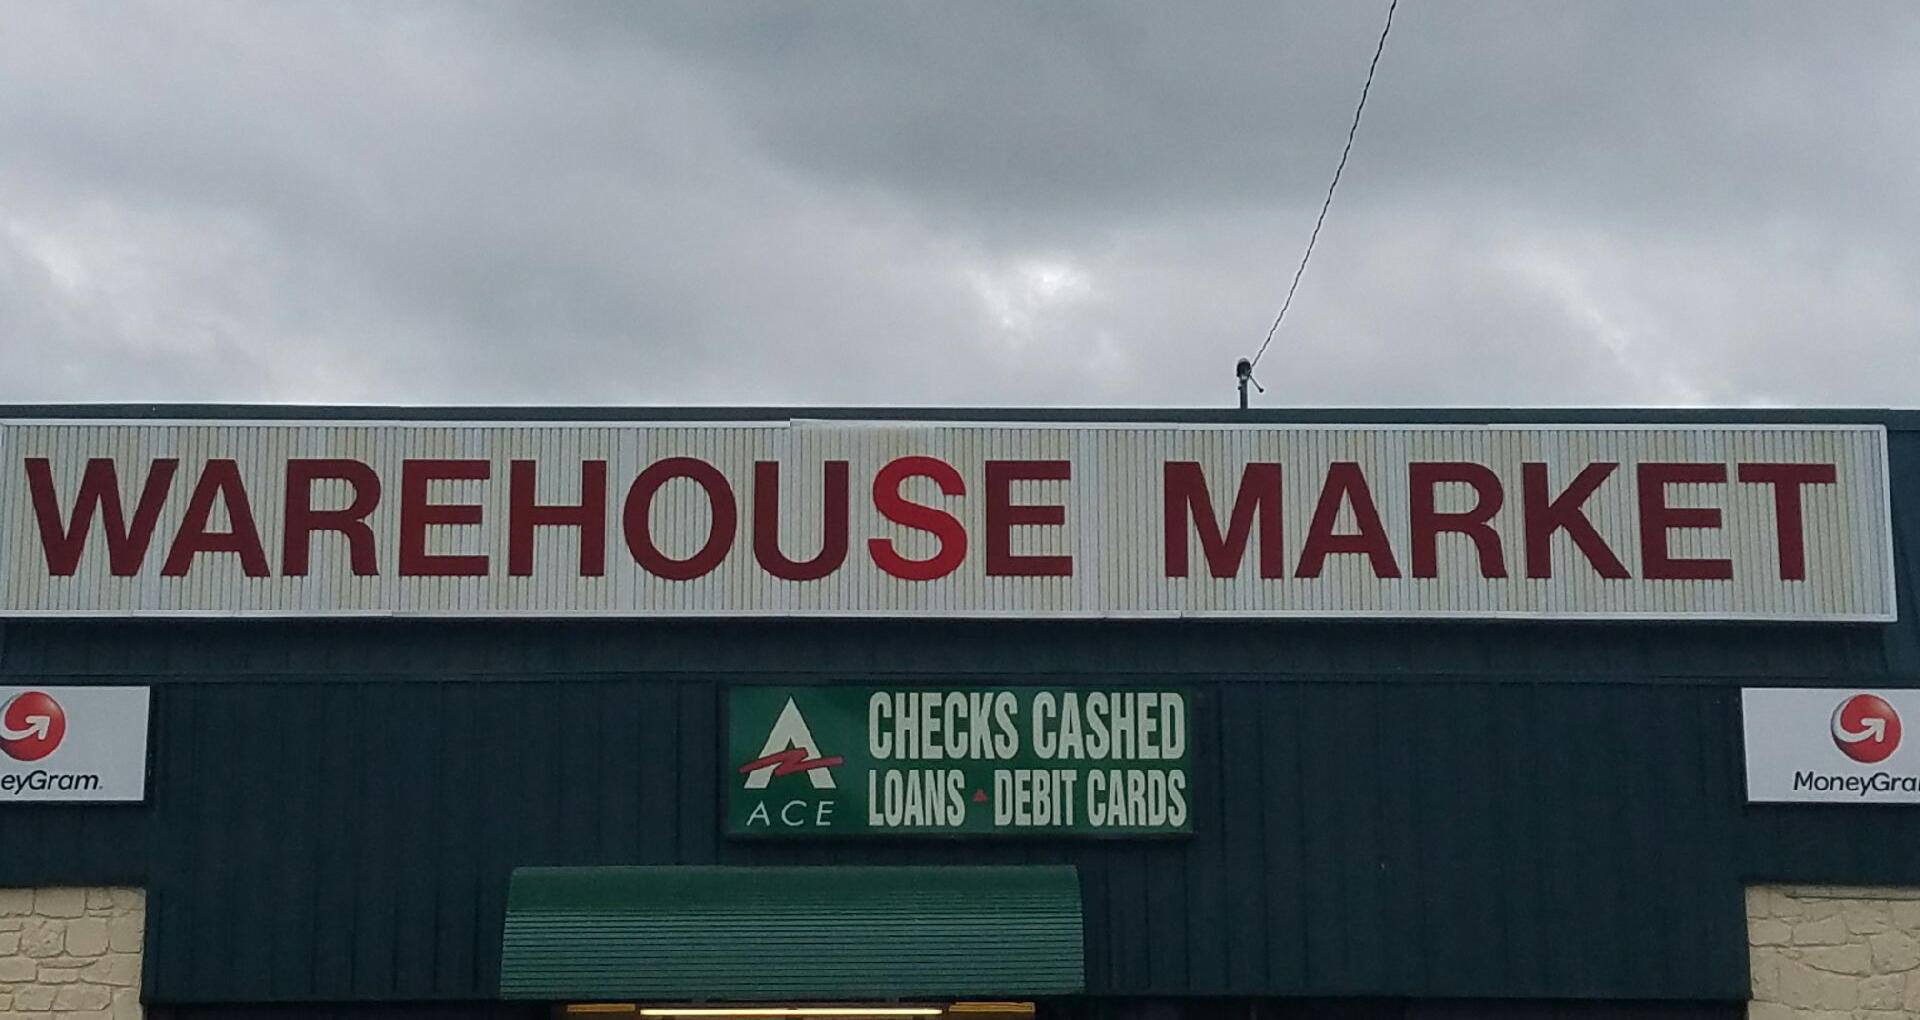 WAREHOUSE MARKET
eyGram.
ACE
CHECKS CASHED
LOANS DEBIT CARDS
MoneyGra